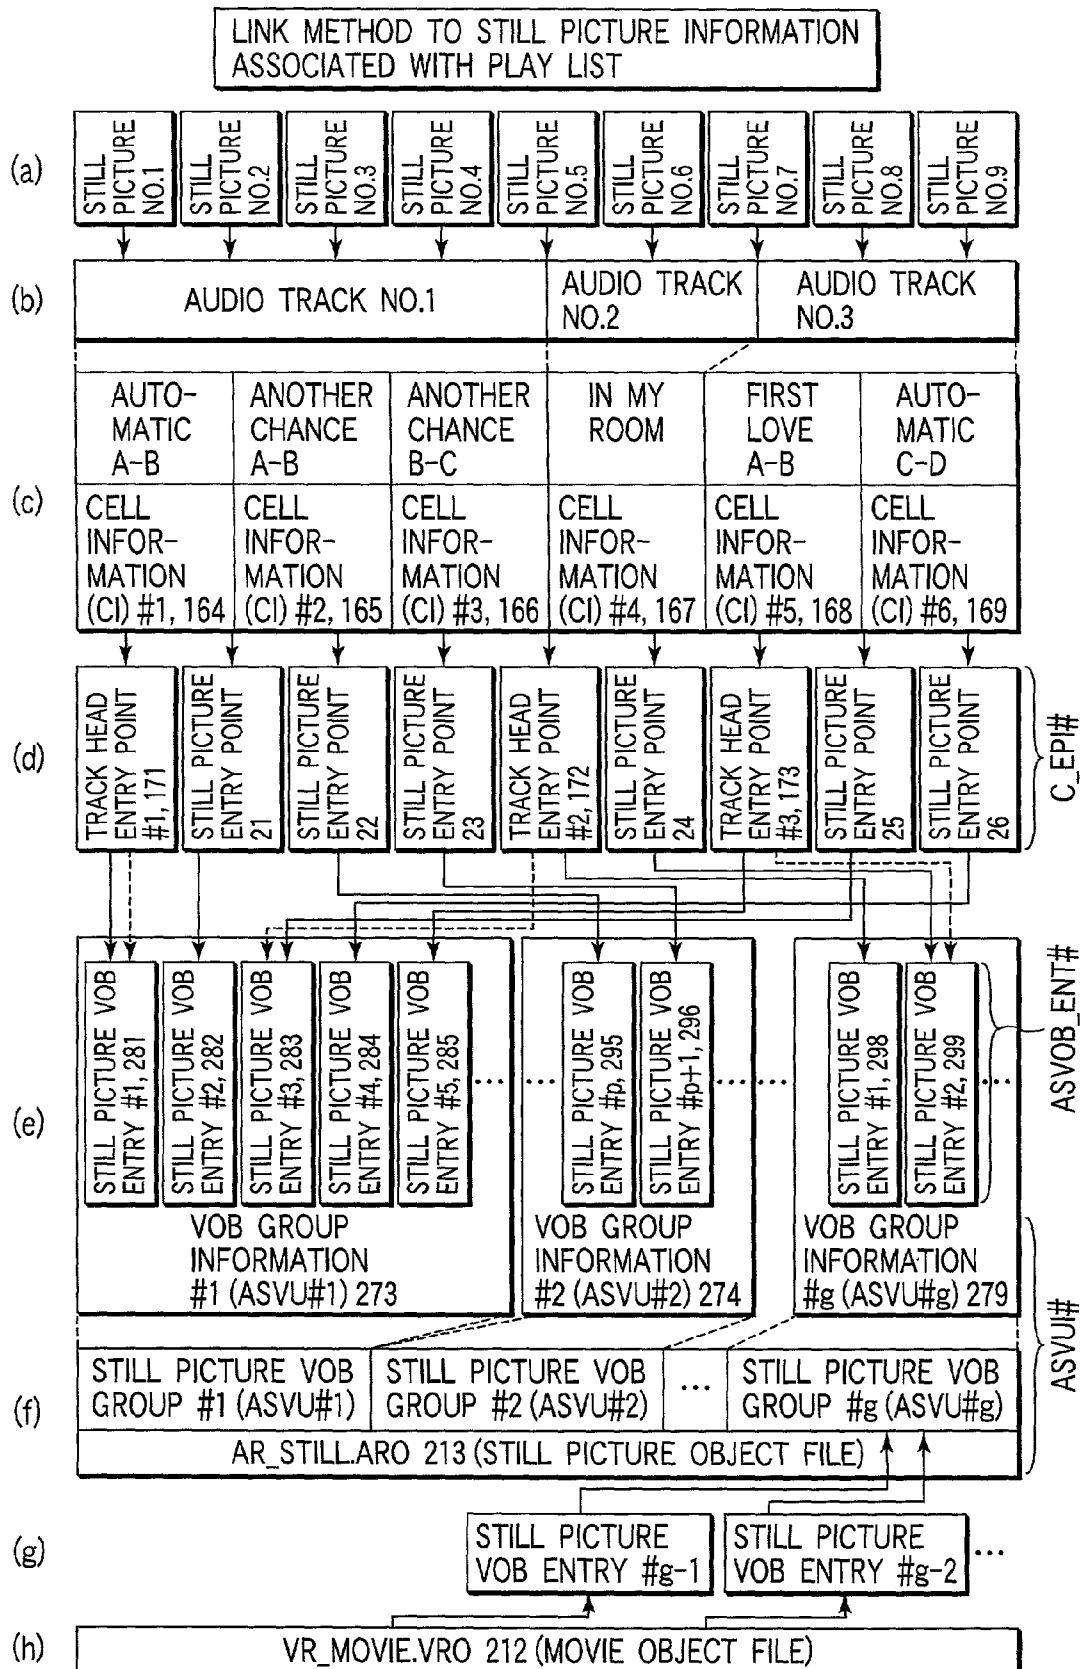 LINK METHOD TO STILL PICTURE INFORMATION
ASSOCIATED WITH PLAY LIST
(a)
STILL
PICTURE
NO.1
STILL
PICTURE
NO.2
STILL
PICTURE
NO.3
STILL
PICTURE
NO.4
STILL
PICTURE
NO.5
STILL
PICTURE
NO.6
STILL
PICTURE
NO.7
STILL
PICTURE
NO.8
STILL
PICTURE
NO.9
(b)
AUDIO TRACK NO.1
AUDIO TRACK
NO.2
AUDIO TRACK
NO.3
(c)
AUTO-
MATIC
A-B
ANOTHER
CHANCE
A-B
ANOTHER
CHANCE
B-C
IN MY
ROOM
FIRST
LOVE
A-B
AUTO-
MATIC
C-D
CELL
INFOR-
MATION
(CI) #1, 164
CELL
INFOR-
MATION
(CI) #2, 165
CELL
INFOR-
MATION
(CI) #3, 166
CELL
INFOR-
MATION
(CI) #4, 167
CELL
INFOR-
MATION
(CI) #5, 168
CELL
INFOR-
MATION
(CI) #6, 169
(d)
TRACK HEAD
ENTRY POINT
#1, 171
STILL PICTURE
ENTRY POINT
21
STILL PICTURE
ENTRY POINT
22
STILL PICTURE
ENTRY POINT
23
TRACK HEAD
ENTRY POINT
#2, 172
STILL PICTURE
ENTRY POINT
24
TRACK HEAD
ENTRY POINT
#3, 173
STILL PICTURE
ENTRY POINT
25
STILL PICTURE
ENTRY POINT
26
C_EPI#
(e)
STILL PICTURE VOB
ENTRY #1, 281
STILL PICTURE VOB
ENTRY #2, 282
STILL PICTURE VOB
ENTRY #3, 283
STILL PICTURE VOB
ENTRY #4, 284
STILL PICTURE VOB
ENTRY #5, 285
STILL PICTURE VOB
ENTRY #p, 295
STILL PICTURE VOB
ENTRY #p+1, 296
STILL PICTURE VOB
ENTRY #1, 298
STILL PICTURE VOB
ENTRY #2, 299
ASVOB_ENT#
VOB GROUP
INFORMATION
#1 (ASVU#1) 273
VOB GROUP
INFORMATION
#2 (ASVU#2) 274
VOB GROUP
INFORMATION
#g (ASVU#g) 279
ASVUI#
(f)
STILL PICTURE VOB
GROUP #1 (ASVU#1)
STILL PICTURE VOB
GROUP #2 (ASVU#2)
...
STILL PICTURE VOB
GROUP #g (ASVU#g)
AR_STILL.ARO 213 (STILL PICTURE OBJECT FILE)
(g)
STILL PICTURE
VOB ENTRY #g-1
STILL PICTURE
VOB ENTRY #g-2
...
(h)
VR_MOVIE.VRO 212 (MOVIE OBJECT FILE)